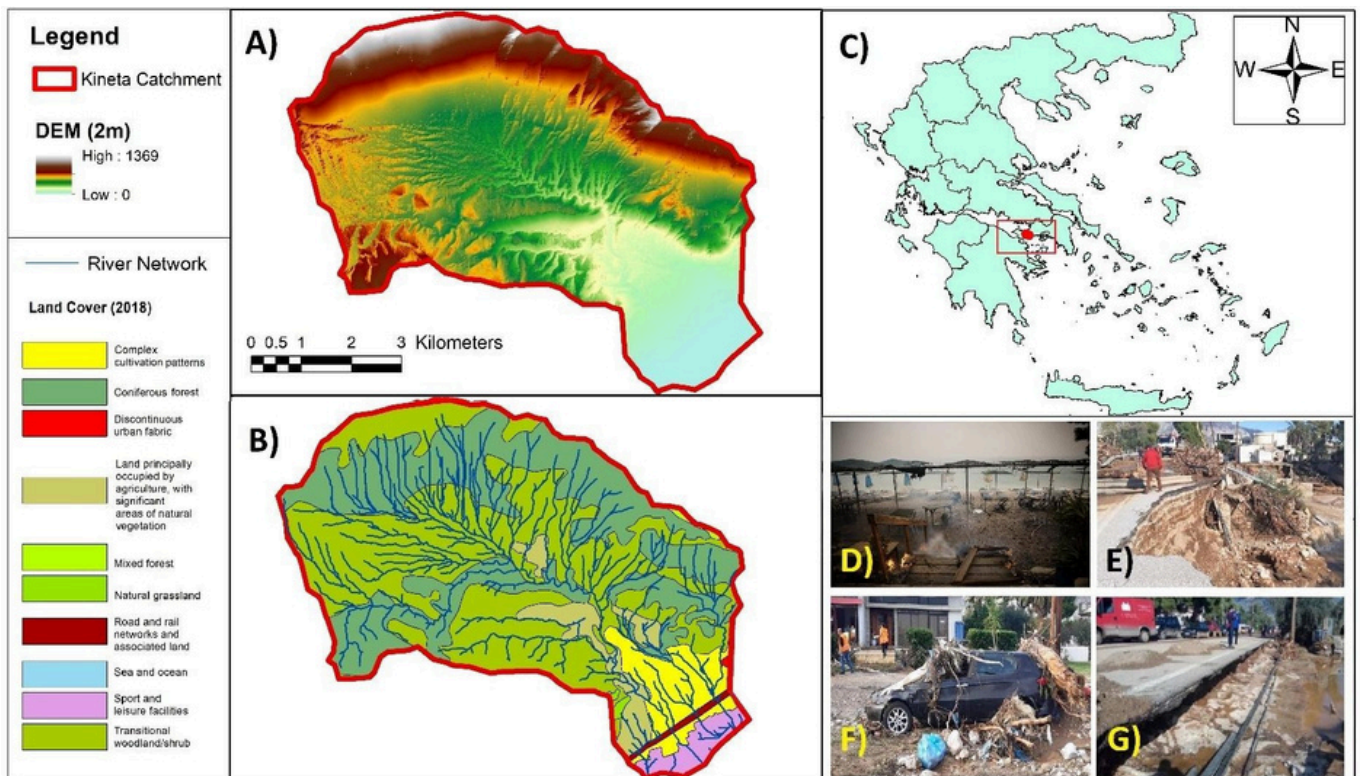 Legend
Kineta Catchment
DEM (2m)
High : 1369
Low : 0
River Network
Land Cover (2018)
Complex
cultivation patterns
Coniferous forest
Discontinuous
urban fabric
Land principally
occupied by
agriculture, with
significant
areas of natural
vegetation
Mixed forest
Natural grassland
Road and rail
networks and
associated land
Sea and ocean
Sport and
leisure facilities
Transitional
woodland/shrub
A)
0 0.5 1 2 3 Kilometers
B)
C)
N
W E
S
D)
E)
F)
G)